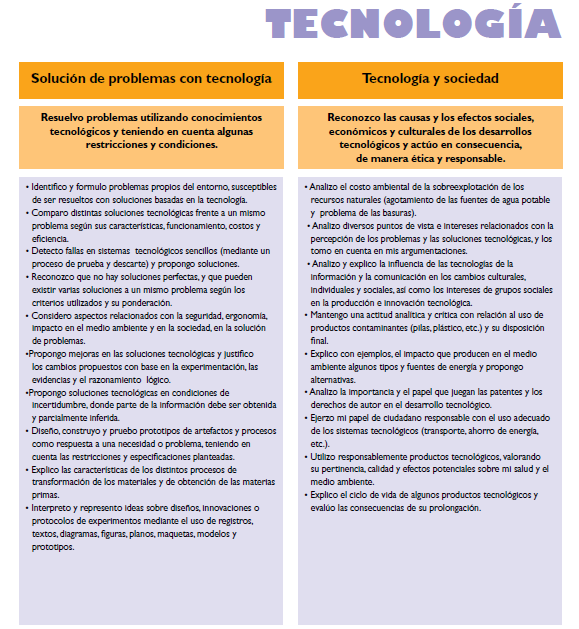 TECNOLOGÍA
Solución de problemas con tecnología
Resuelvo problemas utilizando conocimientos
tecnológicos y teniendo en cuenta algunas
restricciones y condiciones.
• Identifico y formulo problemas propios del entorno, susceptibles
de ser resueltos con soluciones basadas en la tecnología.
• Comparo distintas soluciones tecnológicas frente a un mismo
problema según sus características, funcionamiento, costos y
eficiencia.
• Detecto fallas en sistemas tecnológicos sencillos (mediante un
proceso de prueba y descarte) y propongo soluciones.
• Reconozco que no hay soluciones perfectas, y que pueden
existir varias soluciones a un mismo problema según los
criterios utilizados y su ponderación.
• Considero aspectos relacionados con la seguridad, ergonomía,
impacto en el medio ambiente y en la sociedad, en la solución
de problemas.
•Propongo mejoras en las soluciones tecnológicas y justifico
los cambios propuestos con base en la experimentación, las
evidencias y el razonamiento lógico.
•Propongo soluciones tecnológicas en condiciones de
incertidumbre, donde parte de la información debe ser obtenida
y parcialmente inferida.
• Diseño, construyo y pruebo prototipos de artefactos y procesos
como respuesta a una necesidad o problema, teniendo en
cuenta las restricciones y especificaciones planteadas.
• Explico las características de los distintos procesos de
transformación de los materiales y de obtención de las materias
primas.
• Interpreto y represento ideas sobre diseños, innovaciones o
protocolos de experimentos mediante el uso de registros,
textos, diagramas, figuras, planos, maquetas, modelos y
prototipos.
Tecnología y sociedad
Reconozco las causas y los efectos sociales,
económicos y culturales de los desarrollos
tecnológicos y actúo en consecuencia,
de manera ética y responsable.
• Analizo el costo ambiental de la sobreexplotación de los
recursos naturales (agotamiento de las fuentes de agua potable
y problema de las basuras).
• Analizo diversos puntos de vista e intereses relacionados con la
percepción de los problemas y las soluciones tecnológicas, y los
tomo en cuenta en mis argumentaciones.
• Analizo y explico la influencia de las tecnologías de la
información y la comunicación en los cambios culturales,
individuales y sociales, así como los intereses de grupos sociales
en la producción e innovación tecnológica.
• Mantengo una actitud analítica y crítica con relación al uso de
productos contaminantes (pilas, plástico, etc.) y su disposición
final.
• Explico con ejemplos, el impacto que producen en el medio
ambiente algunos tipos y fuentes de energía y propongo
alternativas.
• Analizo la importancia y el papel que juegan las patentes y los
derechos de autor en el desarrollo tecnológico.
• Ejerzo mi papel de ciudadano responsable con el uso adecuado
de los sistemas tecnológicos (transporte, ahorro de energía,
etc.).
• Utilizo responsablemente productos tecnológicos, valorando
su pertinencia, calidad y efectos potenciales sobre mi salud y el
medio ambiente.
• Explico el ciclo de vida de algunos productos tecnológicos y
evalúo las consecuencias de su prolongación.